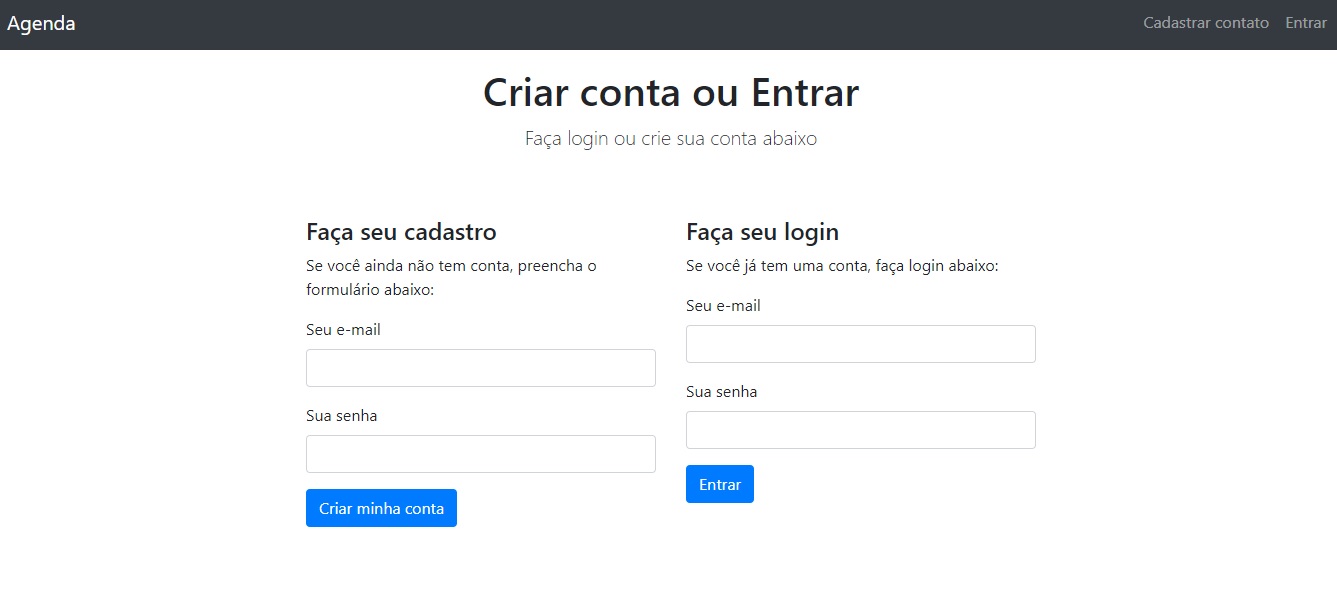 Agenda
Cadastrar contato
Entrar
Criar conta ou Entrar
Faça login ou crie sua conta abaixo
Faça seu cadastro
Se você ainda não tem conta, preencha o
formulário abaixo:
Seu e-mail
Sua senha
Criar minha conta
Faça seu login
Se você já tem uma conta, faça login abaixo:
Seu e-mail
Sua senha
Entrar